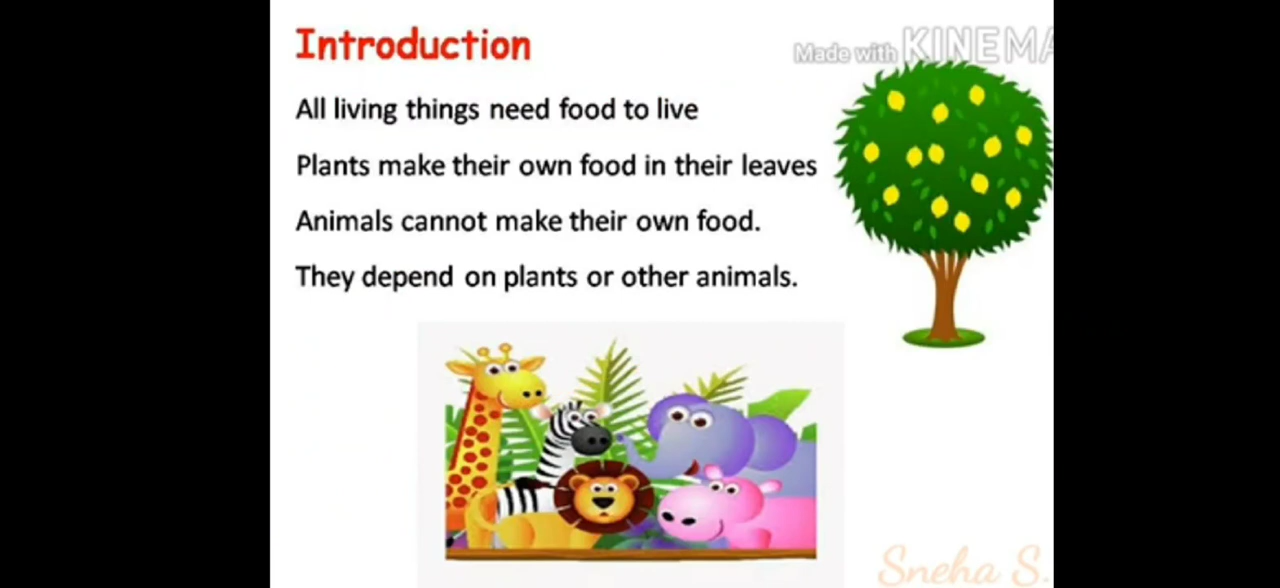 Introduction
Made with KINEMA
All living things need food to live
Plants make their own food in their leaves
Animals cannot make their own food.
They depend on plants or other animals.
Sneha S.